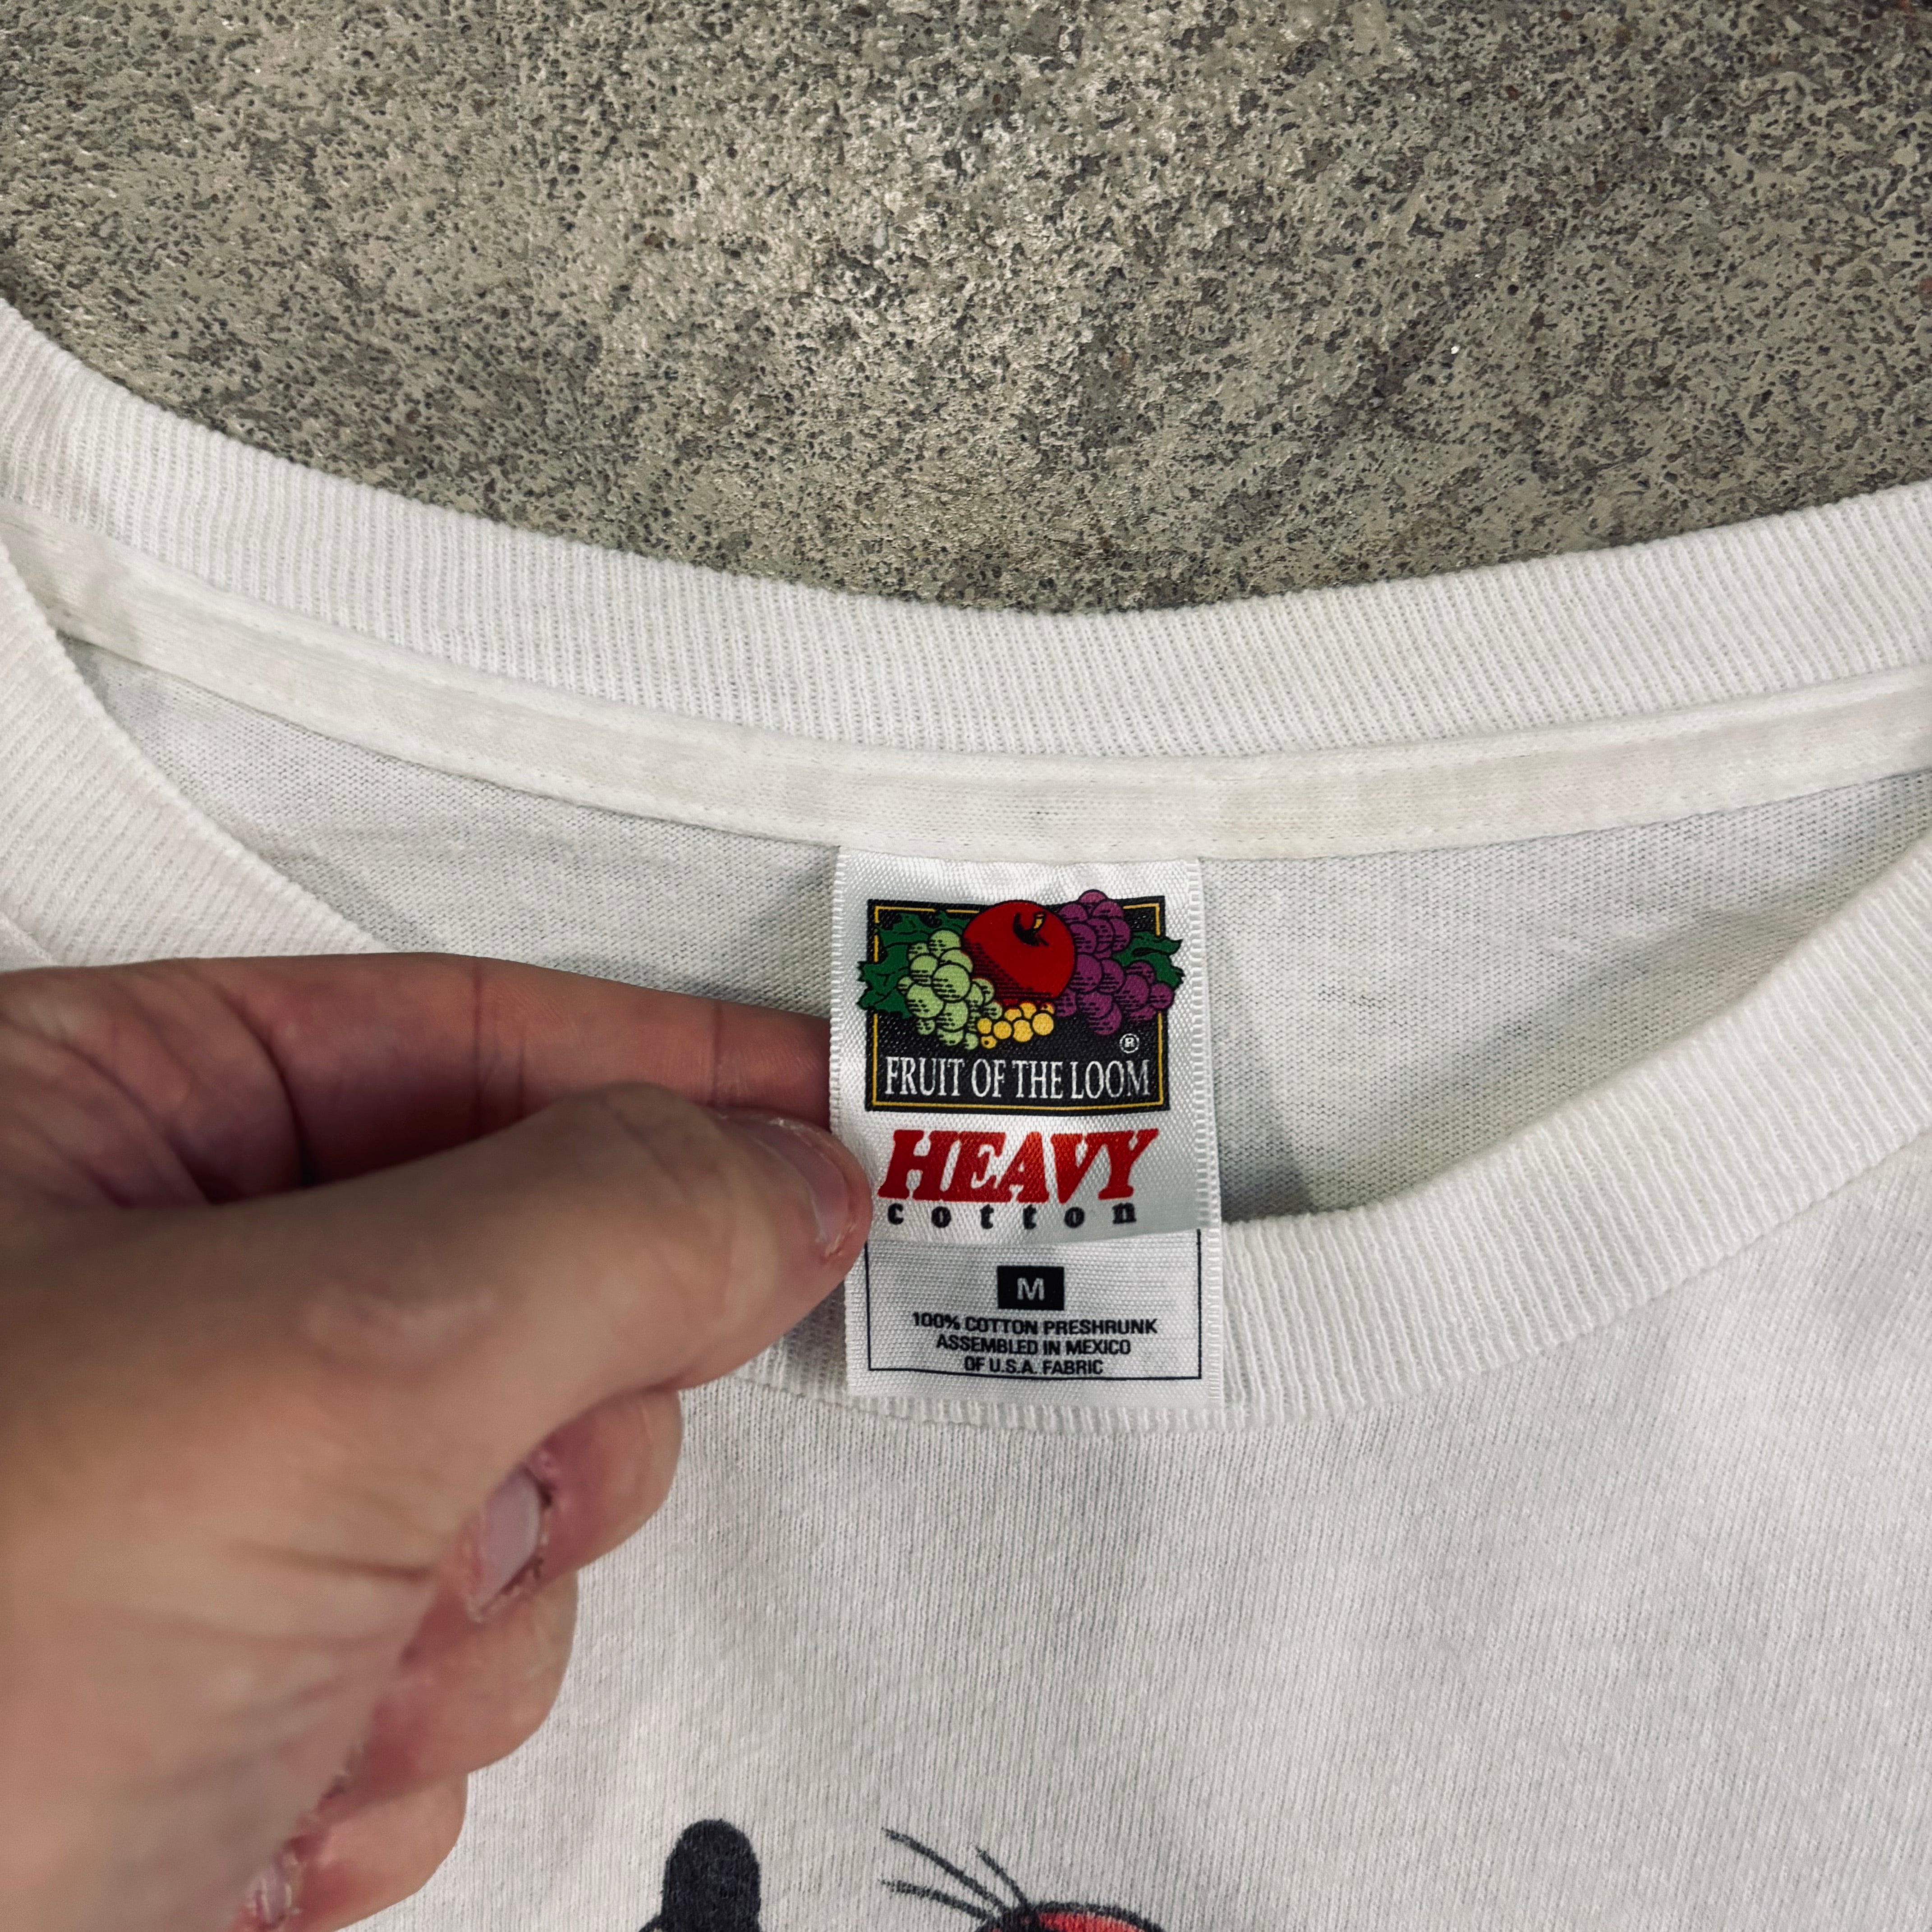 ®
FRUIT OF THE LOOM
HEAVY
cotton
M
100% COTTON PRESHRUNK
ASSEMBLED IN MEXICO
OF U.S.A. FABRIC